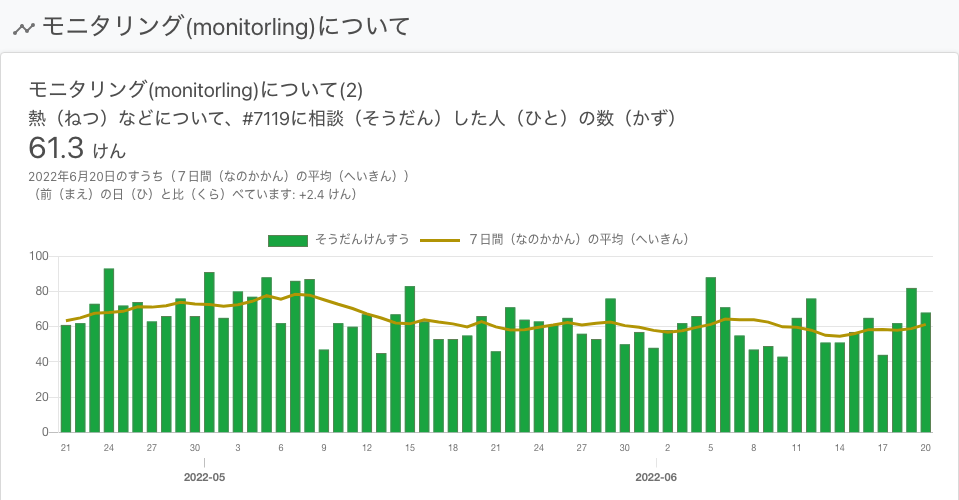 モニタリング(monitorling)について
モニタリング(monitorling)について(2)
熱（ねつ）などについて、#7119に相談（そうだん）した人（ひと）の数（かず）
61.3 けん
2022年6月20日のすうち（７日間（なのかかん）の平均（へいきん））
（前（まえ）の日（ひ）と比（くら）べています: +2.4 けん）
そうだんけんすう ７日間（なのかかん）の平均（へいきん）
100
80
60
40
20
0
21 24 27 30 3 6 9 12 15 18 21 24 27 30 2 5 8 11 14 17 20
2022-05 2022-06